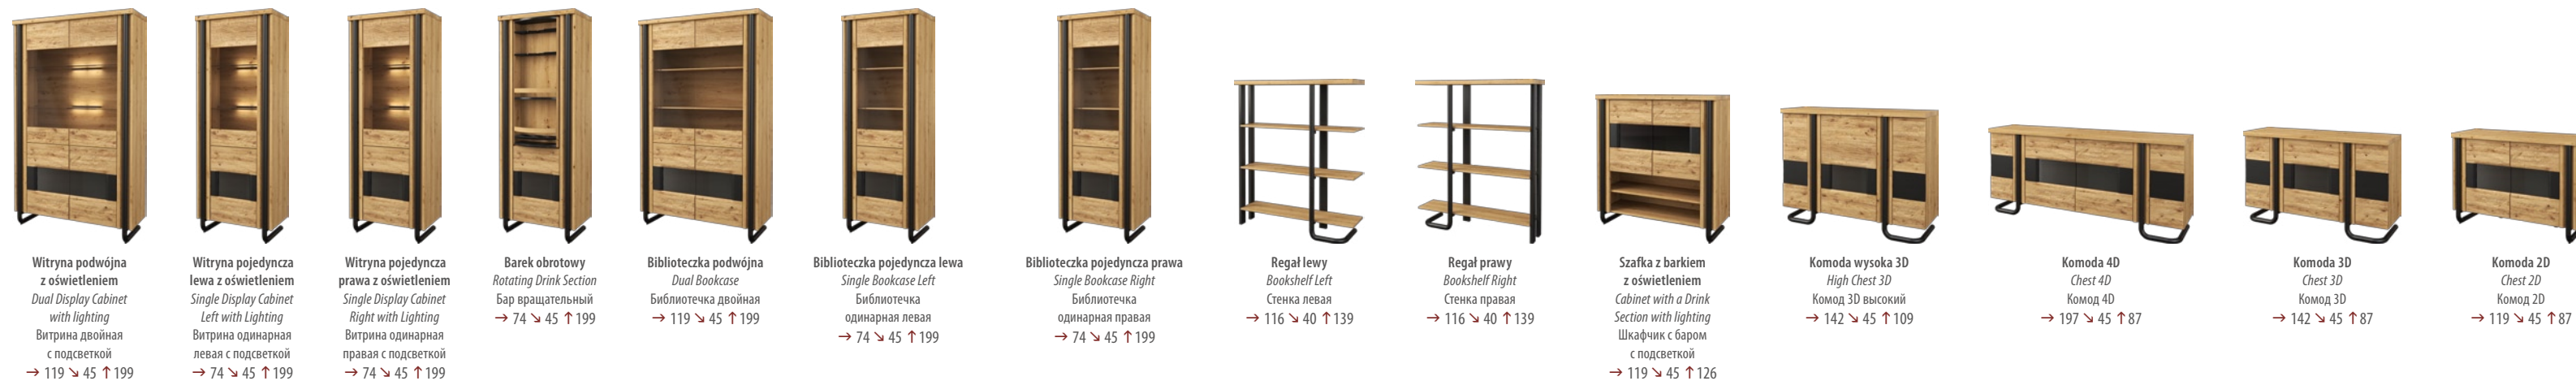 Witryna podwójna
z oświetleniem
Dual Display Cabinet
with lighting
Витрина двойная
с подсветкой
→ 119 ↘ 45 ↑ 199
Witryna pojedyncza
lewa z oświetleniem
Single Display Cabinet
Left with Lighting
Витрина одинарная
левая с подсветкой
→ 74 ↘ 45 ↑ 199
Witryna pojedyncza
prawa z oświetleniem
Single Display Cabinet
Right with Lighting
Витрина одинарная
правая с подсветкой
→ 74 ↘ 45 ↑ 199
Barek obrotowy
Rotating Drink Section
Бар вращательный
→ 74 ↘ 45 ↑ 199
Biblioteczka podwójna
Dual Bookcase
Библиотечка двойная
→ 119 ↘ 45 ↑ 199
Biblioteczka pojedyncza lewa
Single Bookcase Left
Библиотечка
одинарная левая
→ 74 ↘ 45 ↑ 199
Biblioteczka pojedyncza prawa
Single Bookcase Right
Библиотечка
одинарная правая
→ 74 ↘ 45 ↑ 199
Regał lewy
Bookshelf Left
Стенка левая
→ 116 ↘ 40 ↑ 139
Regał prawy
Bookshelf Right
Стенка правая
→ 116 ↘ 40 ↑ 139
Szafka z barkiem
z oświetleniem
Cabinet with a Drink
Section with lighting
Шкафчик с баром
с подсветкой
→ 119 ↘ 45 ↑ 126
Komoda wysoka 3D
High Chest 3D
Комод 3D высокий
→ 142 ↘ 45 ↑ 109
Komoda 4D
Chest 4D
Комод 4D
→ 197 ↘ 45 ↑ 87
Komoda 3D
Chest 3D
Комод 3D
→ 142 ↘ 45 ↑ 87
Komoda 2D
Chest 2D
Комод 2D
→ 119 ↘ 45 ↑ 87